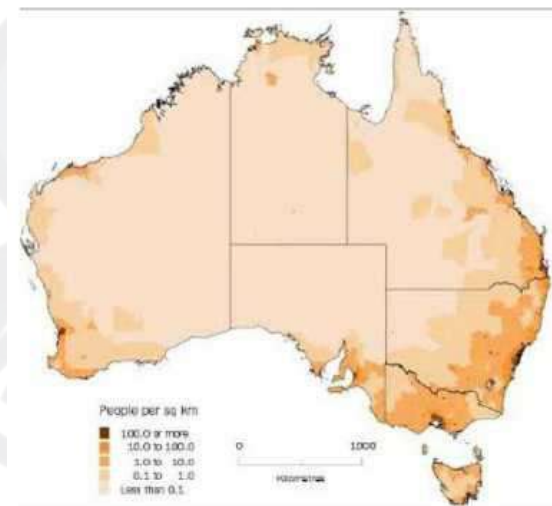 People per sq km
100.0 or more
10.0 to 100.0
1.0 to 10.0
0.1 to 1.0
Less than 0.1
0 1000
Kilometres